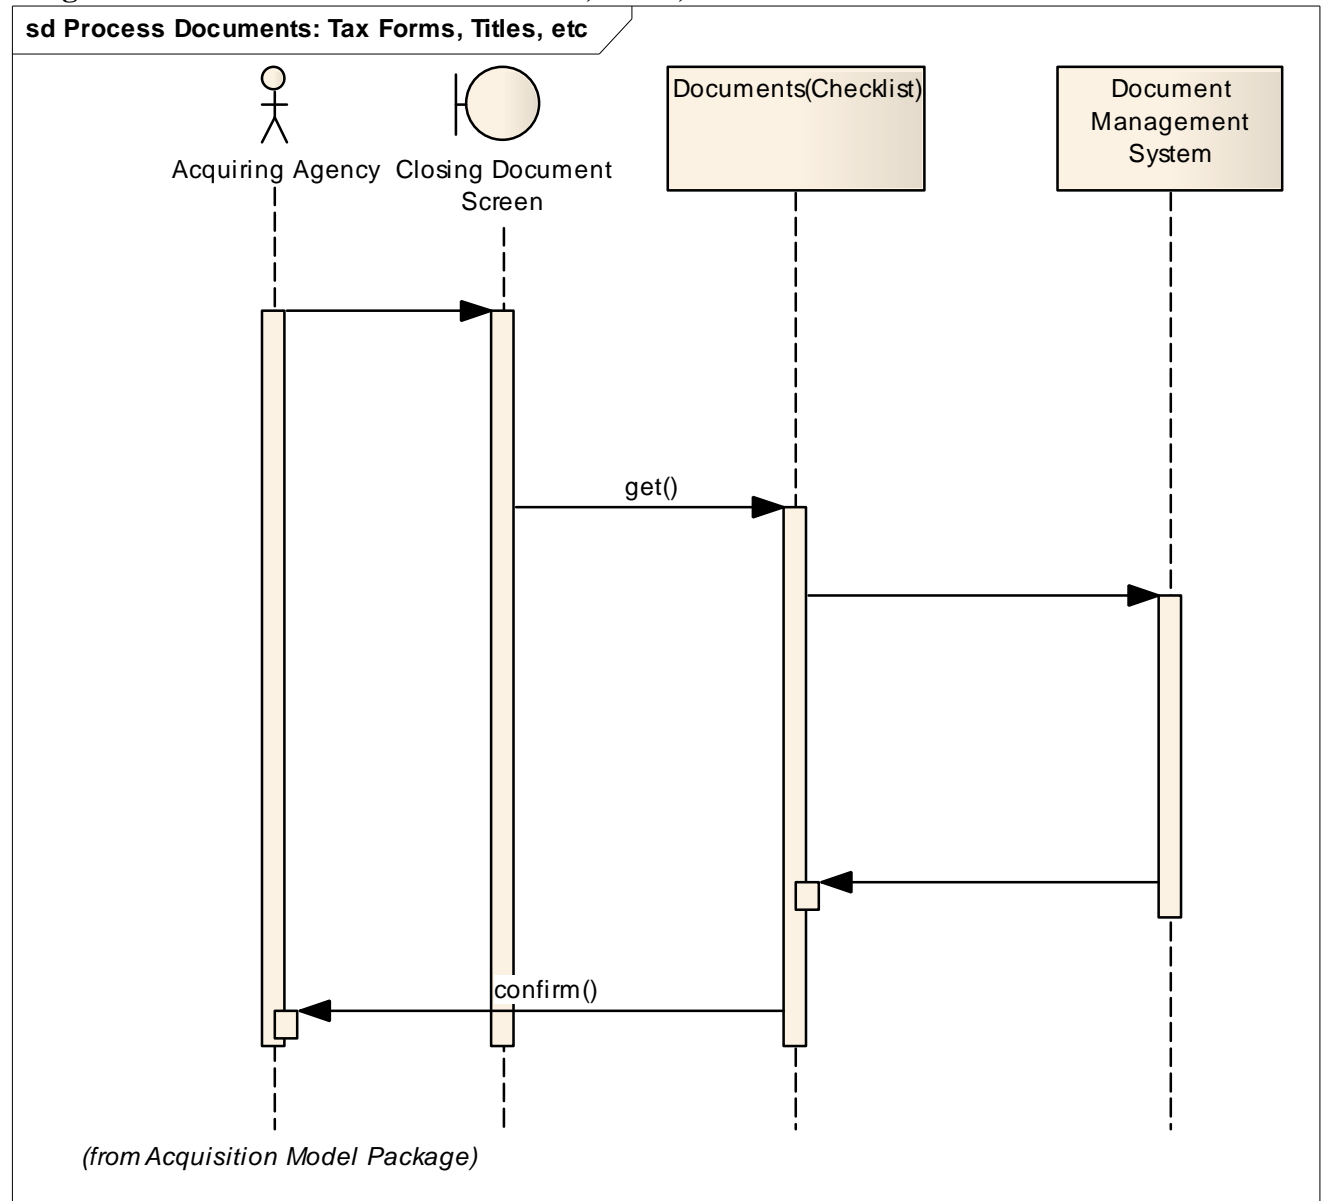 sd Process Documents: Tax Forms, Titles, etc
Acquiring Agency
Closing Document
Screen
Documents(Checklist)
Document
Management
System
get()
confirm()
(from Acquisition Model Package)